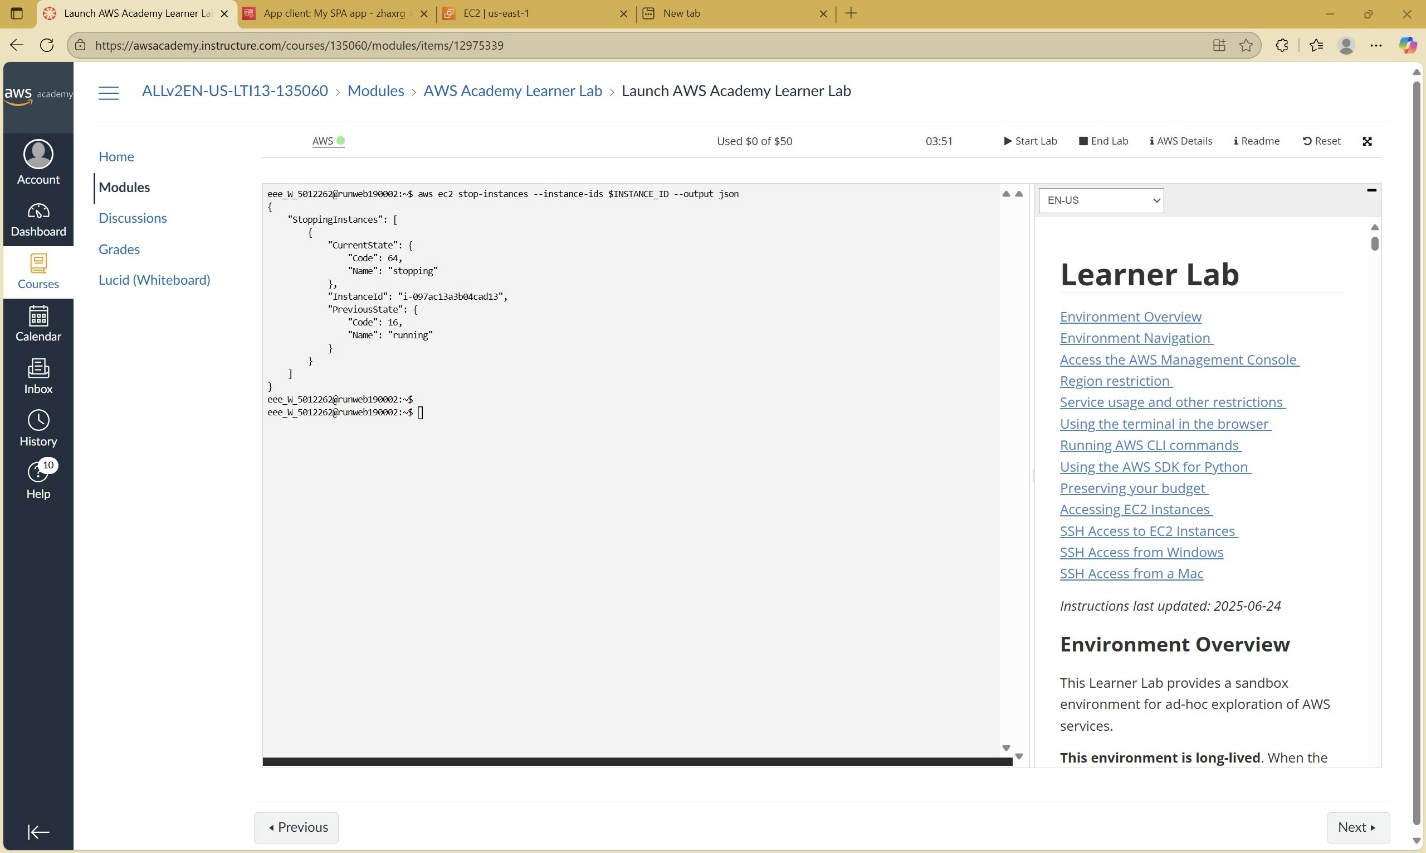 Launch AWS Academy Learner La
App client: My SPA app - zhaxrg
EC2 | us-east-1
New tab
https://awsacademy.instructure.com/courses/135060/modules/items/12975339
aws academy
ALLv2EN-US-LTI13-135060 › Modules › AWS Academy Learner Lab › Launch AWS Academy Learner Lab
Account
Dashboard
Courses
Calendar
Inbox
History
10
Help
Home
Modules
Discussions
Grades
Lucid (Whiteboard)
AWS
Used $0 of $50
03:51
Start Lab
End Lab
AWS Details
Readme
Reset
eee_W_5012262@runweb190002:~$ aws ec2 stop-instances --instance-ids $INSTANCE_ID --output json
{
"StoppingInstances": [
{
"CurrentState": {
"Code": 64,
"Name": "stopping"
},
"InstanceId": "i-097ac13a3b04cad13",
"PreviousState": {
"Code": 16,
"Name": "running"
}
}
]
}
eee_W_5012262@runweb190002:~$
eee_W_5012262@runweb190002:~$
EN-US
Learner Lab
Environment Overview
Environment Navigation
Access the AWS Management Console
Region restriction
Service usage and other restrictions
Using the terminal in the browser
Running AWS CLI commands
Using the AWS SDK for Python
Preserving your budget
Accessing EC2 Instances
SSH Access to EC2 Instances
SSH Access from Windows
SSH Access from a Mac
Instructions last updated: 2025-06-24
Environment Overview
This Learner Lab provides a sandbox
environment for ad-hoc exploration of AWS
services.
This environment is long-lived. When the
Previous
Next